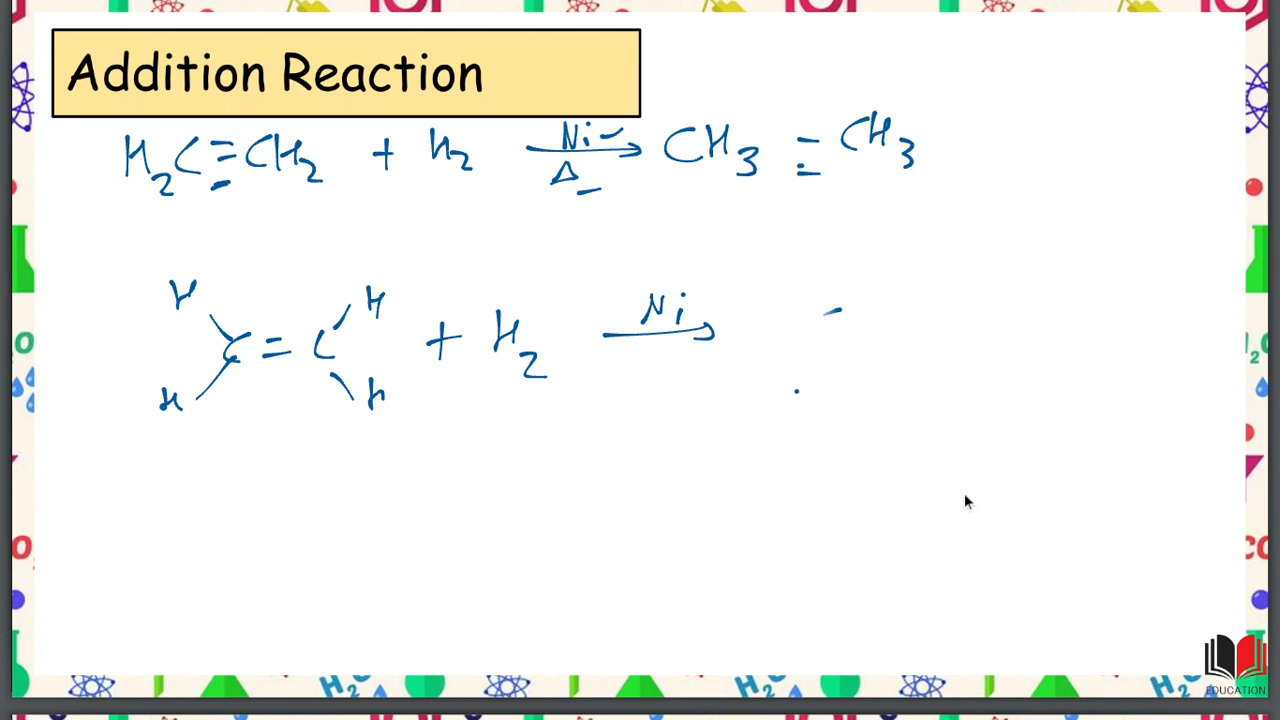 Addition Reaction
H₂C=CH₂ + H₂ Ni Δ → CH₃ = CH₃
H H
C = C + H₂ Ni →
H H
EDUCATION